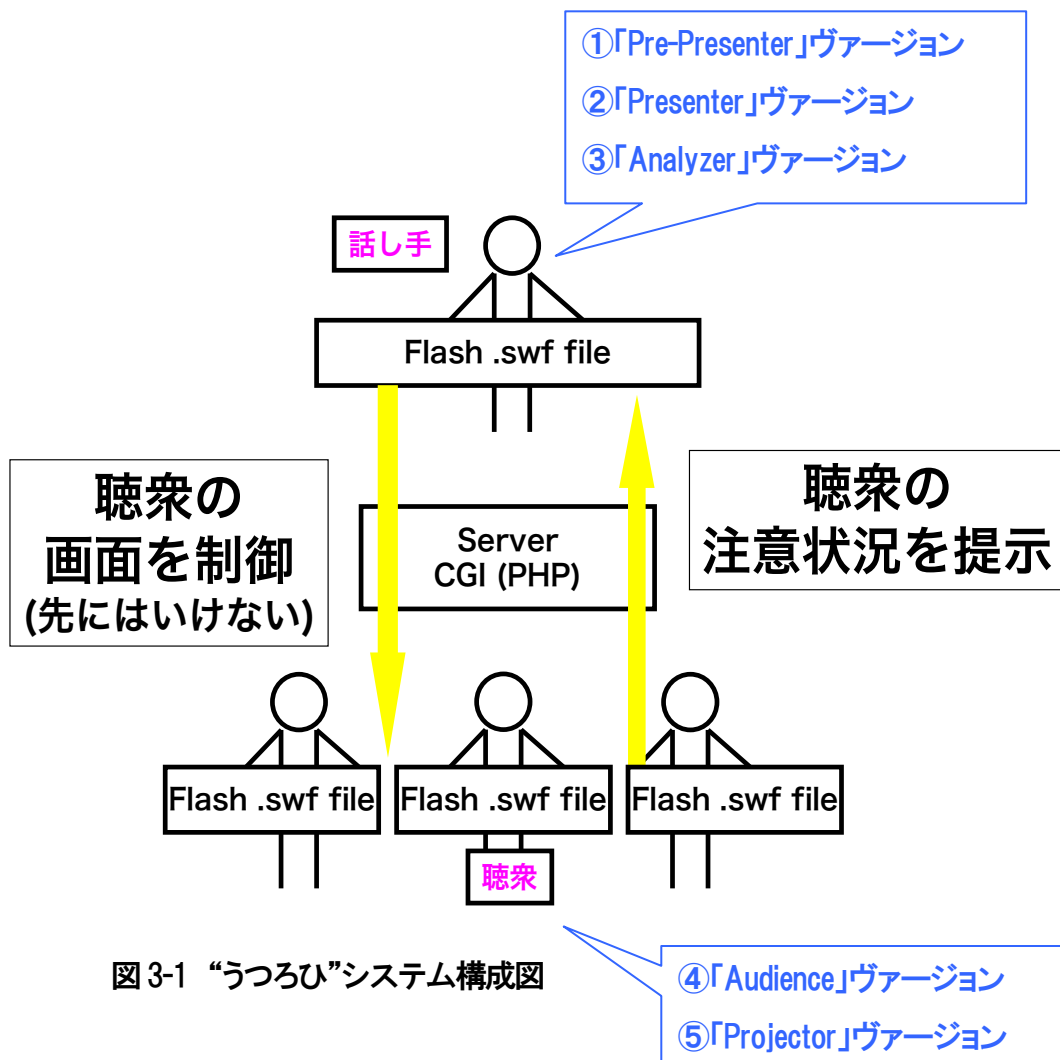 ①「Pre-Presenter」ヴァージョン
②「Presenter」ヴァージョン
③「Analyzer」ヴァージョン
話し手
Flash .swf file
聴衆の
画面を制御
(先にはいけない)
Server
CGI (PHP)
聴衆の
注意状況を提示
Flash .swf file
Flash .swf file
Flash .swf file
聴衆
図 3-1 “うつろひ”システム構成図
④「Audience」ヴァージョン
⑤「Projector」ヴァージョン